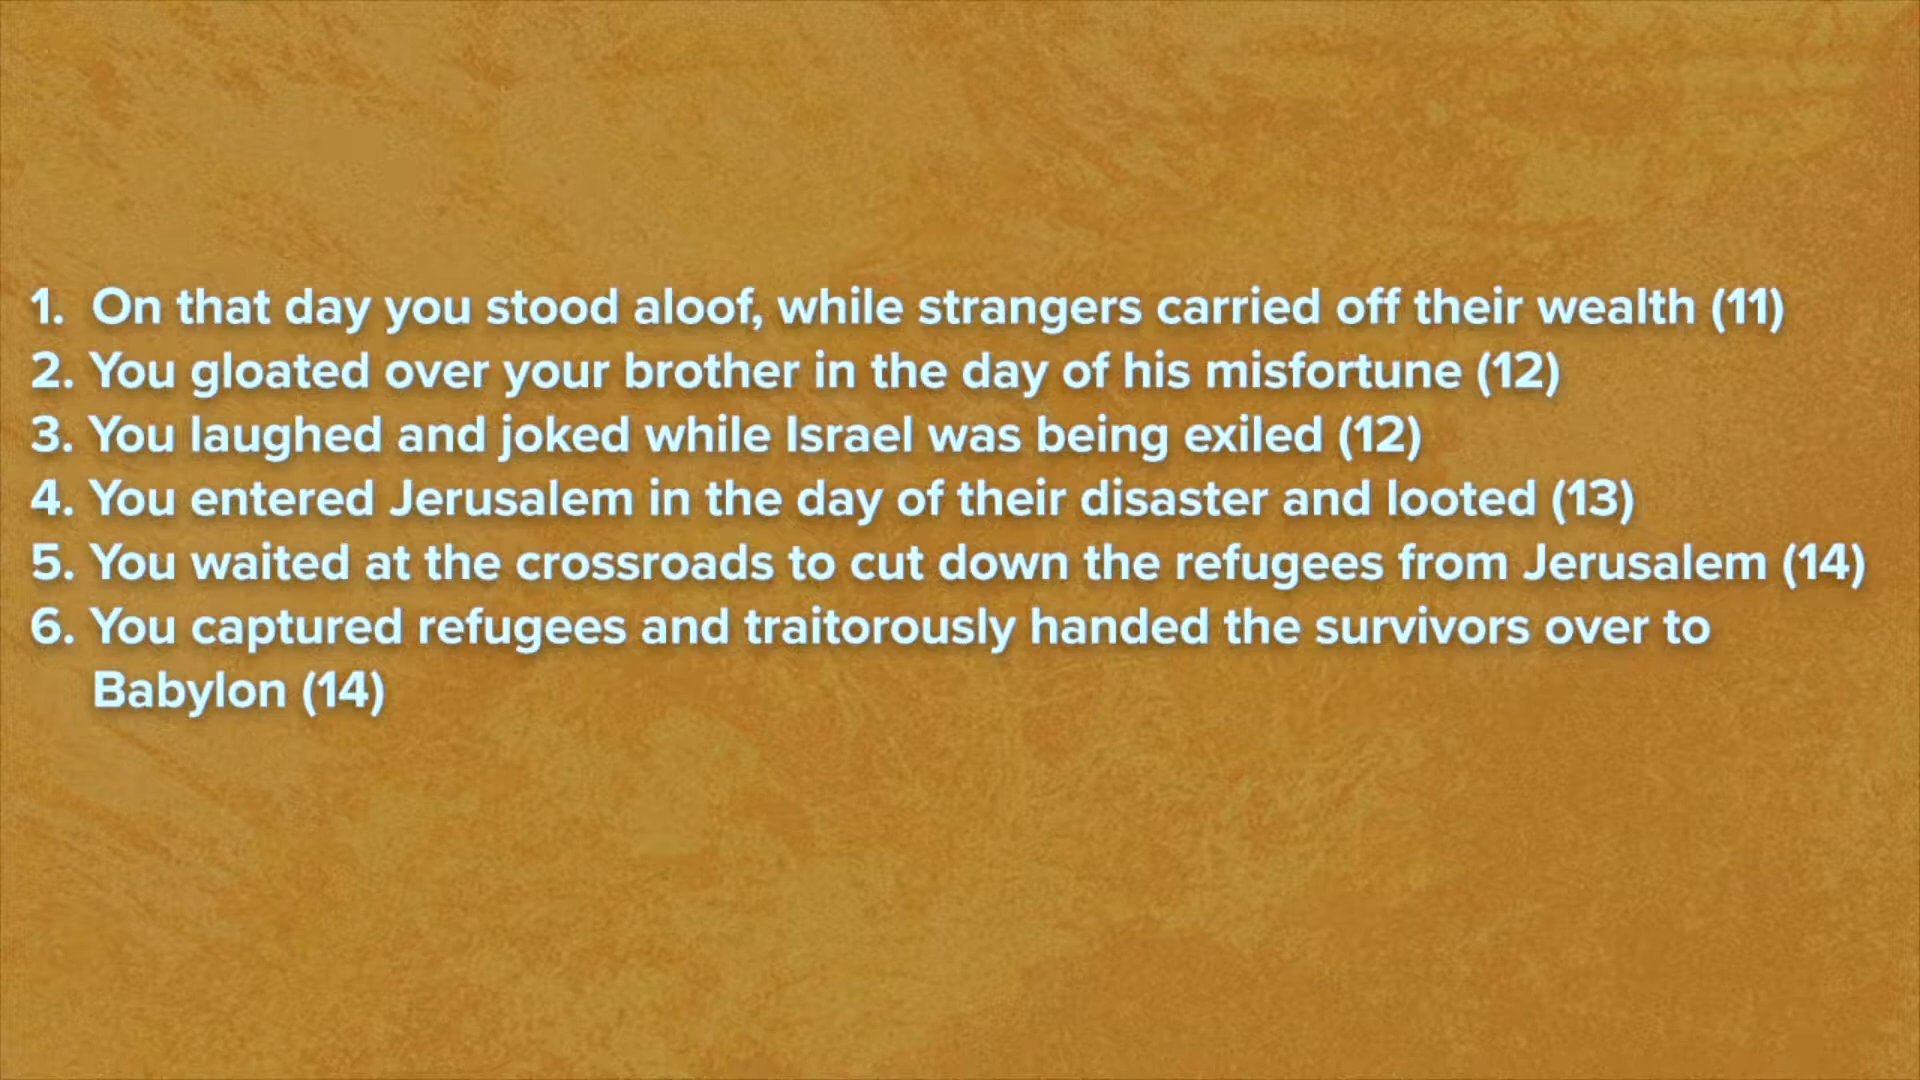 1. On that day you stood aloof, while strangers carried off their wealth (11)
2. You gloated over your brother in the day of his misfortune (12)
3. You laughed and joked while Israel was being exiled (12)
4. You entered Jerusalem in the day of their disaster and looted (13)
5. You waited at the crossroads to cut down the refugees from Jerusalem (14)
6. You captured refugees and traitorously handed the survivors over to
Babylon (14)